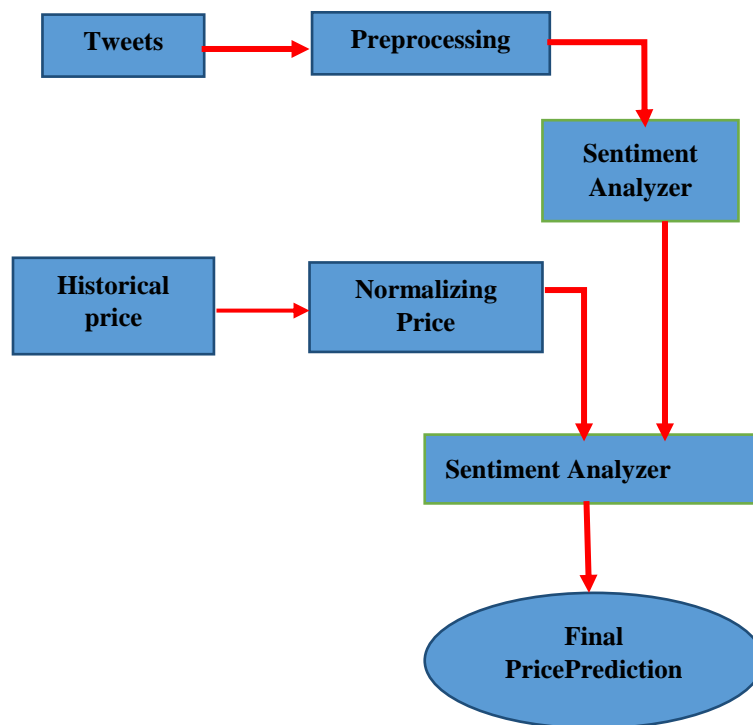 Tweets
Preprocessing
Sentiment
Analyzer
Historical
price
Normalizing
Price
Sentiment Analyzer
Final
PricePrediction